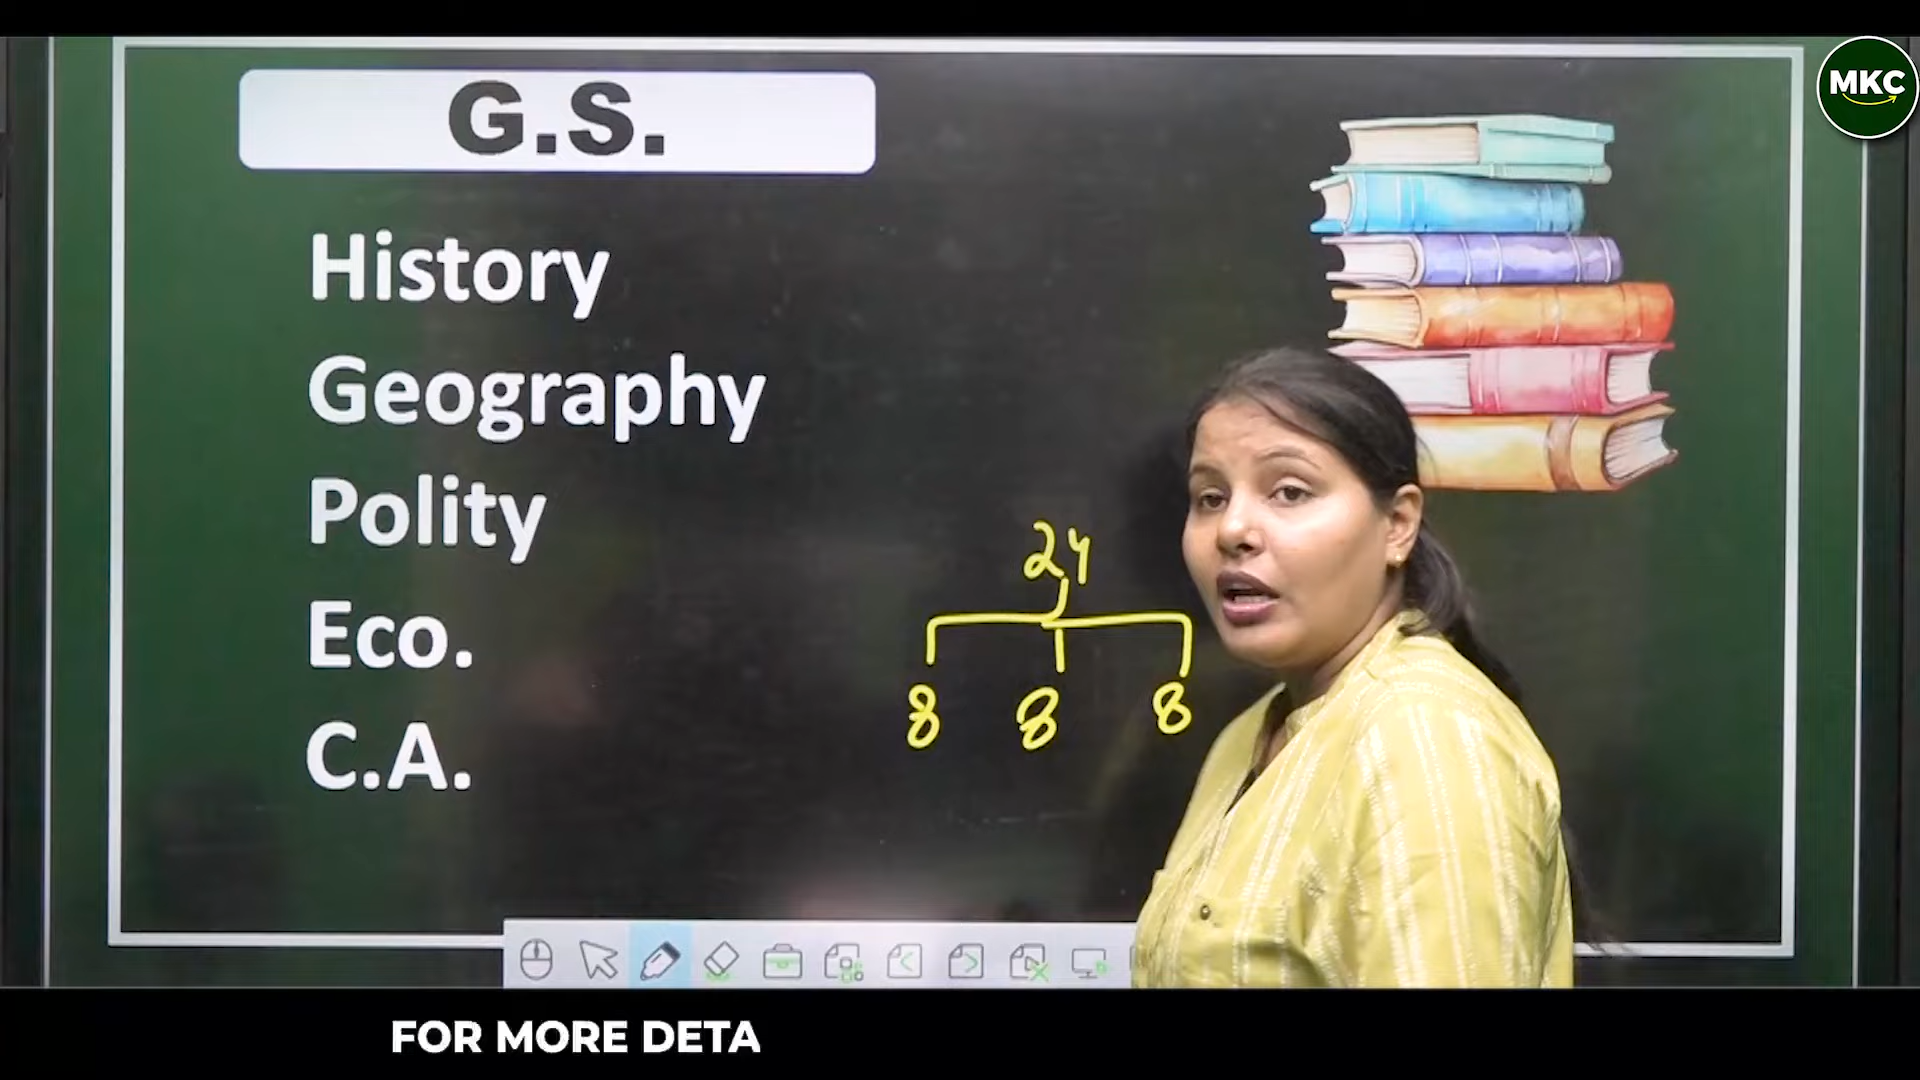 MKC
G.S.
History
Geography
Polity
Eco.
C.A.
24
8 8 8
FOR MORE DETA